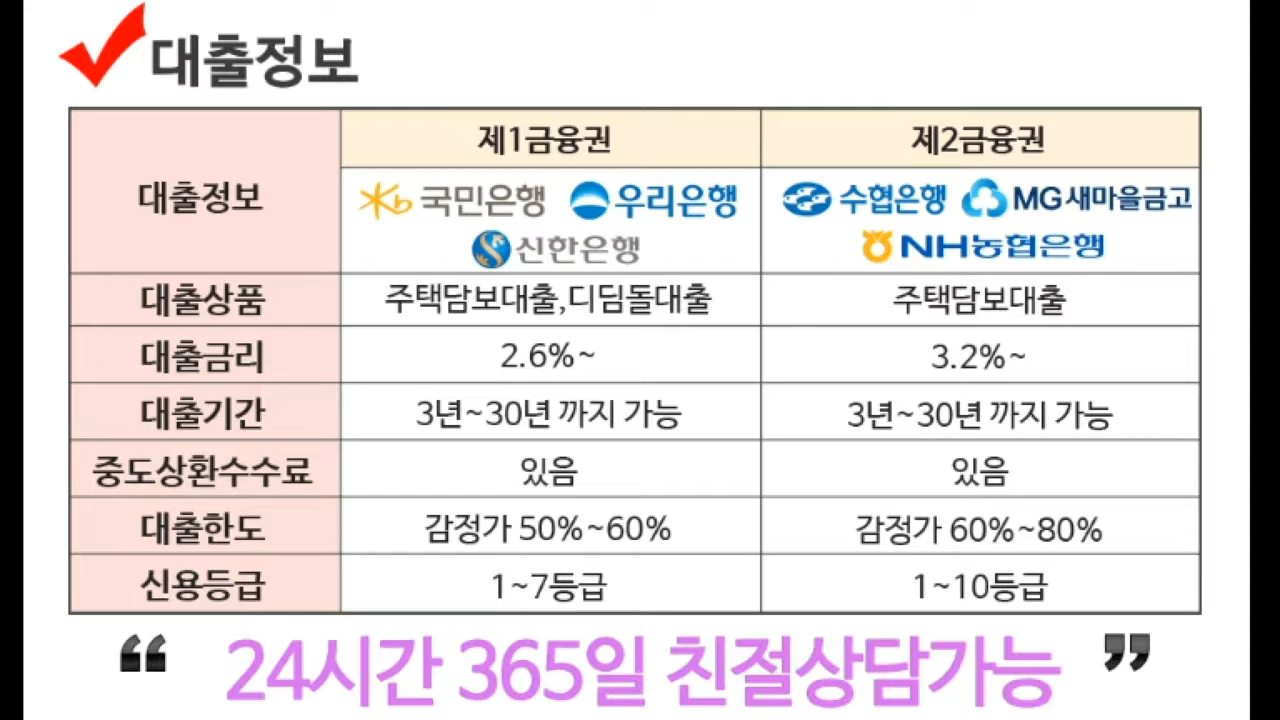 대출정보
대출정보 제1금융권 제2금융권
국민은행 우리은행 수협은행 MG새마을금고
신한은행 NH농협은행
대출상품 주택담보대출,디딤돌대출 주택담보대출
대출금리 2.6%~ 3.2%~
대출기간 3년~30년 까지 가능 3년~30년 까지 가능
중도상환수수료 있음 있음
대출한도 감정가 50%~60% 감정가 60%~80%
신용등급 1~7등급 1~10등급
“ 24시간 365일 친절상담가능 ”